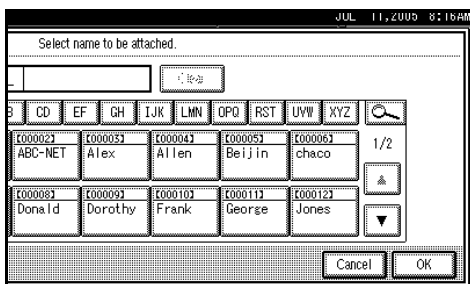 JUL 11,2005 8:16AM
Select name to be attached.
Clear
B CD EF GH IJK LMN OPQ RST UVW XYZ
[00002] [00003] [00004] [00005] [00006]
ABC-NET Alex Allen Beijin chaco
1/2
[00008] [00009] [00010] [00011] [00012]
Donald Dorothy Frank George Jones
Cancel OK